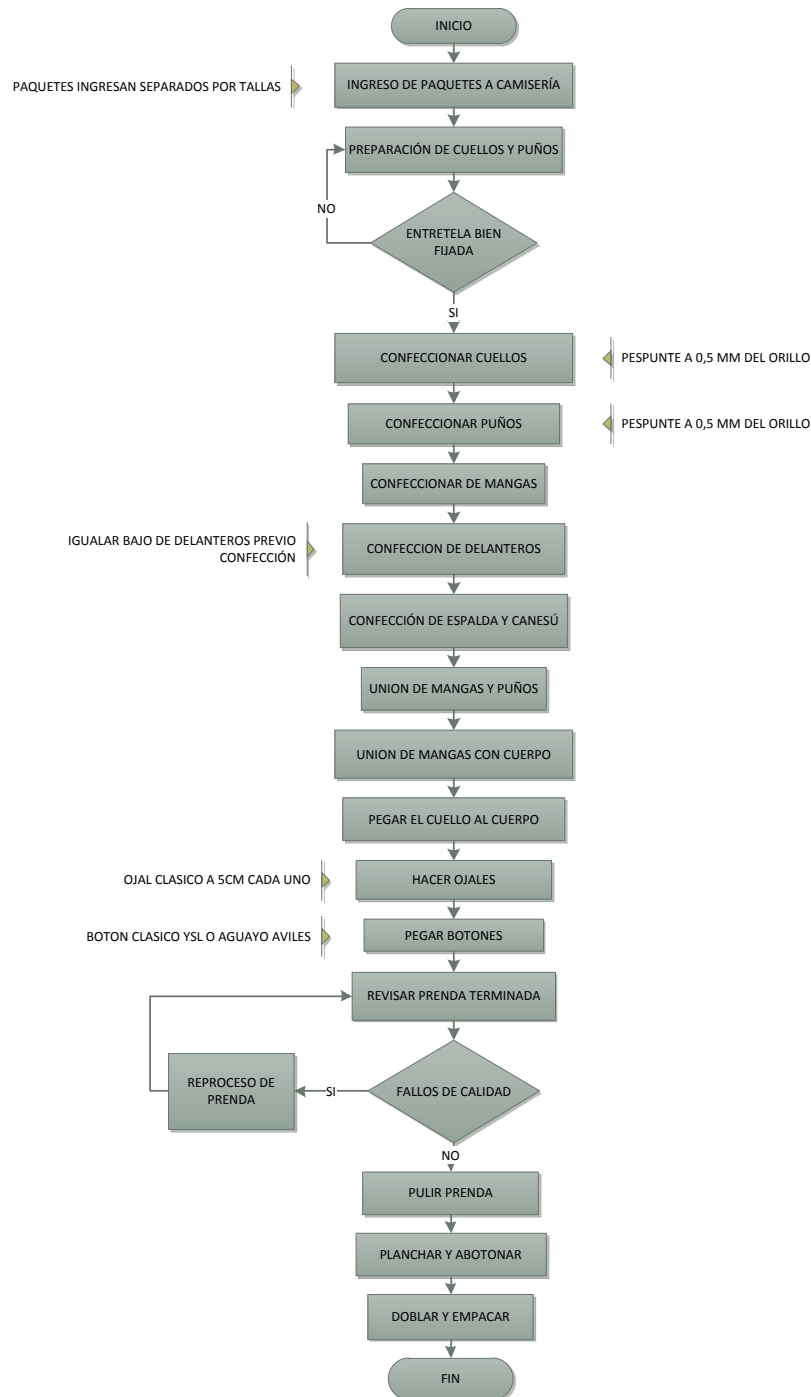 INICIO
PAQUETES INGRESAN SEPARADOS POR TALLAS
INGRESO DE PAQUETES A CAMISERÍA
PREPARACIÓN DE CUELLOS Y PUÑOS
NO
ENTRETELA BIEN
FIJADA
SI
CONFECCIONAR CUELLOS
PESPUNTE A 0,5 MM DEL ORILLO
CONFECCIONAR PUÑOS
PESPUNTE A 0,5 MM DEL ORILLO
CONFECCIONAR DE MANGAS
IGUALAR BAJO DE DELANTEROS PREVIO
CONFECCIÓN
CONFECCION DE DELANTEROS
CONFECCIÓN DE ESPALDA Y CANESÚ
UNION DE MANGAS Y PUÑOS
UNION DE MANGAS CON CUERPO
PEGAR EL CUELLO AL CUERPO
OJAL CLASICO A 5CM CADA UNO
HACER OJALES
BOTON CLASICO YSL O AGUAYO AVILES
PEGAR BOTONES
REVISAR PRENDA TERMINADA
REPROCESO DE
PRENDA
SI
FALLOS DE CALIDAD
NO
PULIR PRENDA
PLANCHAR Y ABOTONAR
DOBLAR Y EMPACAR
FIN